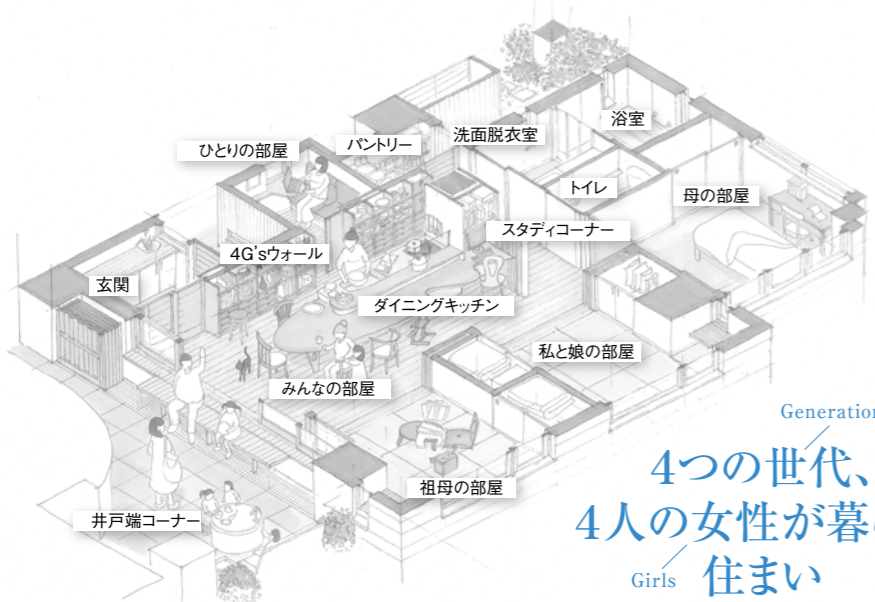 ひとりの部屋
パントリー
洗面脱衣室
浴室
トイレ
母の部屋
スタディコーナー
4G'sウォール
玄関
ダイニングキッチン
私と娘の部屋
みんなの部屋
祖母の部屋
井戸端コーナー
Generation
4つの世代、
4人の女性が暮
Girls
住まい